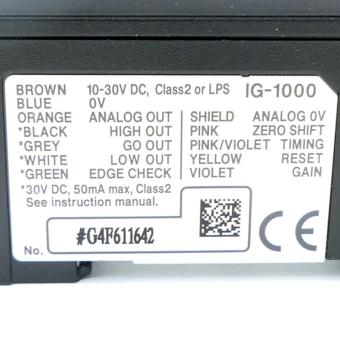 BROWN 10-30V DC, Class2 or LPS IG-1000
BLUE 0V
ORANGE ANALOG OUT SHIELD ANALOG 0V
*BLACK HIGH OUT PINK ZERO SHIFT
*GREY GO OUT PINK/VIOLET TIMING
*WHITE LOW OUT YELLOW RESET
*GREEN EDGE CHECK VIOLET GAIN
*30V DC, 50mA max, Class2
See instruction manual.
No. #G4F611642
CE